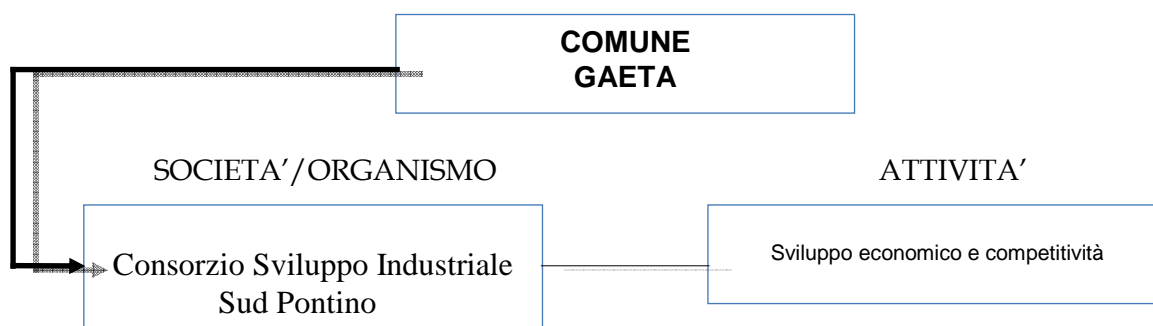 COMUNE
GAETA
SOCIETA’/ORGANISMO
ATTIVITA’
Consorzio Sviluppo Industriale
Sud Pontino
Sviluppo economico e competitività